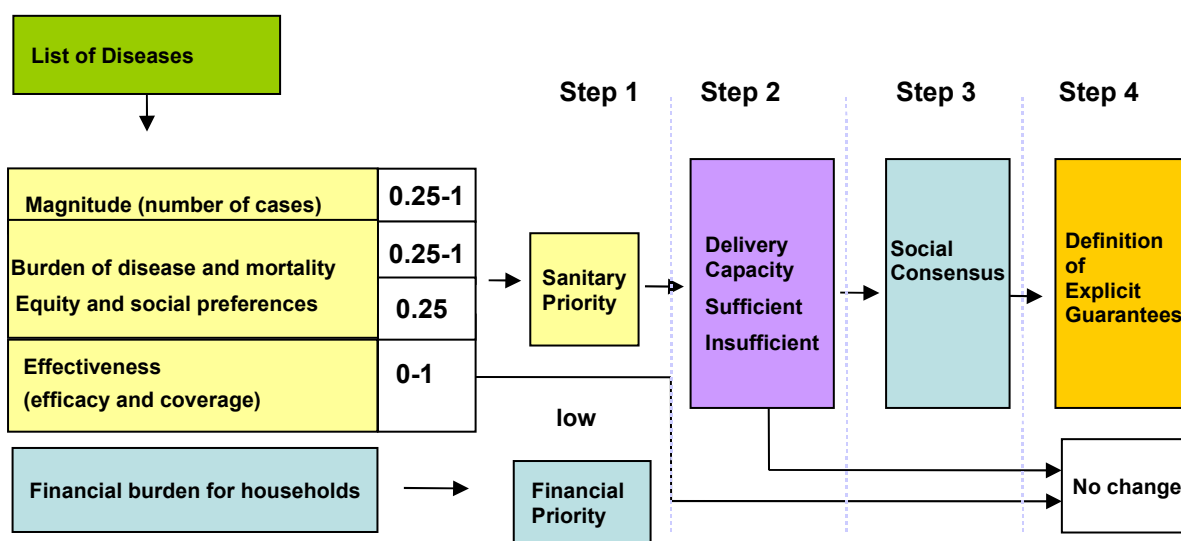 List of Diseases
Step 1
Step 2
Step 3
Step 4
Magnitude (number of cases)
0.25-1
Burden of disease and mortality
0.25-1
Equity and social preferences
0.25
Effectiveness
(efficacy and coverage)
0-1
Sanitary
Priority
Delivery
Capacity
Sufficient
Insufficient
Social
Consensus
Definition
of
Explicit
Guarantees
low
Financial burden for households
Financial
Priority
No change